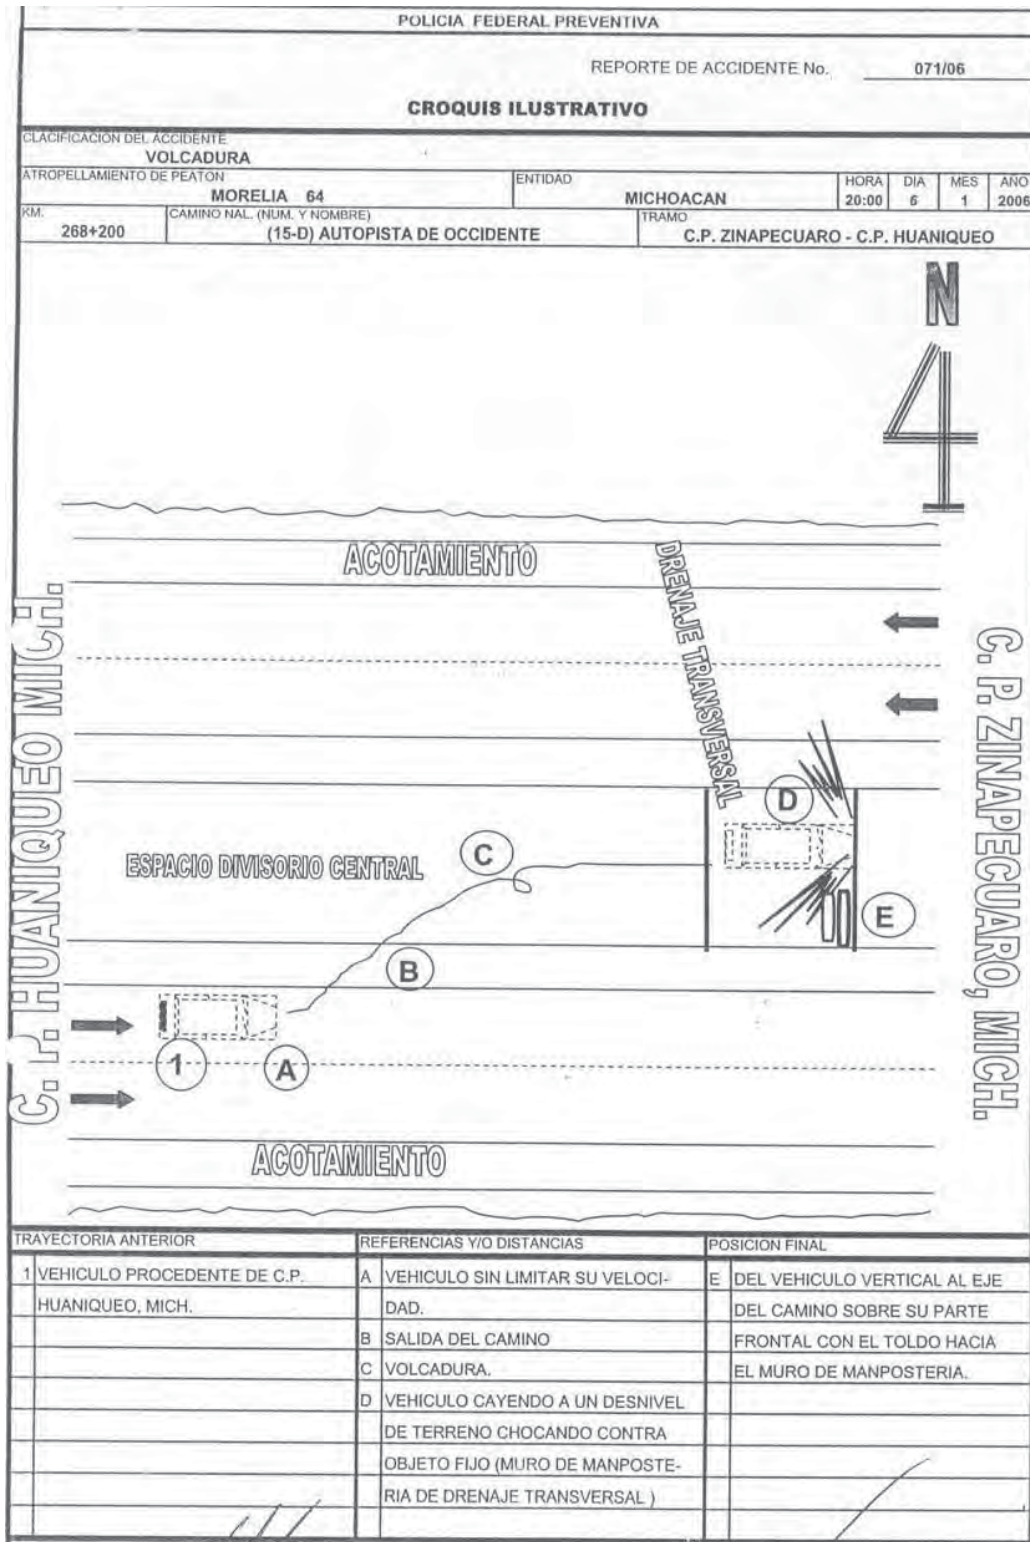 POLICIA FEDERAL PREVENTIVA
REPORTE DE ACCIDENTE No. 071/06
CROQUIS ILUSTRATIVO
CLACIFICACION DEL ACCIDENTE
VOLCADURA
ATROPELLAMIENTO DE PEATON
MORELIA 64
ENTIDAD
MICHOACAN
HORA DIA MES AÑO
20:00 6 1 2006
KM.
268+200
CAMINO NAL. (NUM. Y NOMBRE)
(15-D) AUTOPISTA DE OCCIDENTE
TRAMO
C.P. ZINAPECUARO - C.P. HUANIQUEO
N
ACOTAMIENTO
DRENAJE TRANSVERSAL
C. P. HUANIQUEO MICH.
C. P. ZINAPECUARO, MICH.
D
C
ESPACIO DIVISORIO CENTRAL
E
B
1
A
ACOTAMIENTO
TRAYECTORIA ANTERIOR
1 VEHICULO PROCEDENTE DE C.P.
HUANIQUEO, MICH.
REFERENCIAS Y/O DISTANCIAS
A VEHICULO SIN LIMITAR SU VELOCI-
DAD.
B SALIDA DEL CAMINO
C VOLCADURA.
D VEHICULO CAYENDO A UN DESNIVEL
DE TERRENO CHOCANDO CONTRA
OBJETO FIJO (MURO DE MANPOSTE-
RIA DE DRENAJE TRANSVERSAL )
POSICION FINAL
E DEL VEHICULO VERTICAL AL EJE
DEL CAMINO SOBRE SU PARTE
FRONTAL CON EL TOLDO HACIA
EL MURO DE MANPOSTERIA.